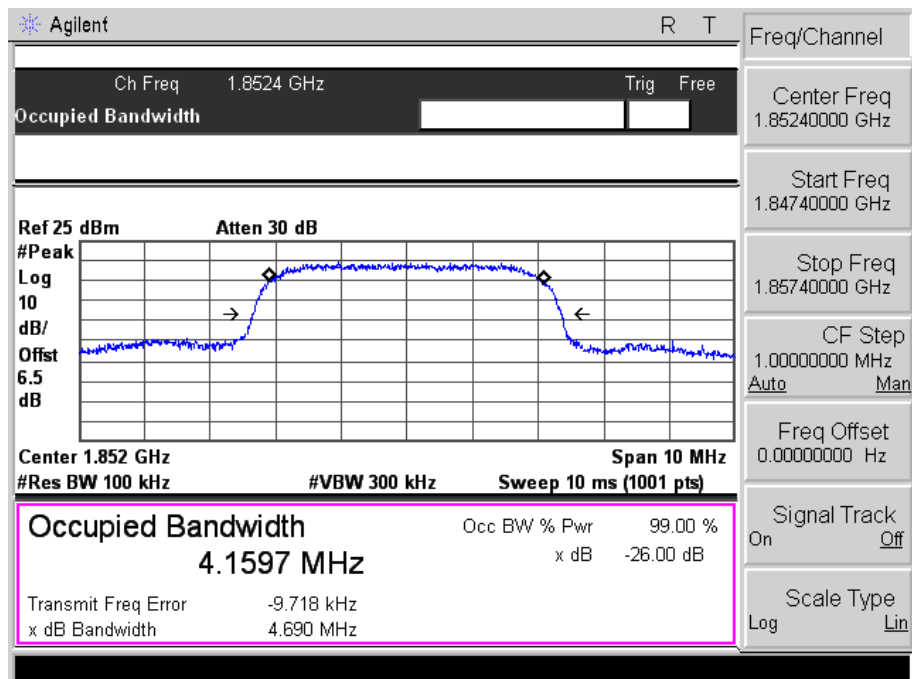 Agilent R T
Freq/Channel
Ch Freq 1.8524 GHz Trig Free
Occupied Bandwidth
Center Freq
1.85240000 GHz
Start Freq
1.84740000 GHz
Stop Freq
1.85740000 GHz
CF Step
1.00000000 MHz
Auto Man
Freq Offset
0.00000000 Hz
Signal Track
On Off
Scale Type
Log Lin
Ref 25 dBm Atten 30 dB
#Peak
Log
10
dB/
Offst
6.5
dB
Center 1.852 GHz Span 10 MHz
#Res BW 100 kHz #VBW 300 kHz Sweep 10 ms (1001 pts)
Occupied Bandwidth Occ BW % Pwr 99.00 %
4.1597 MHz x dB -26.00 dB
Transmit Freq Error -9.718 kHz
x dB Bandwidth 4.690 MHz